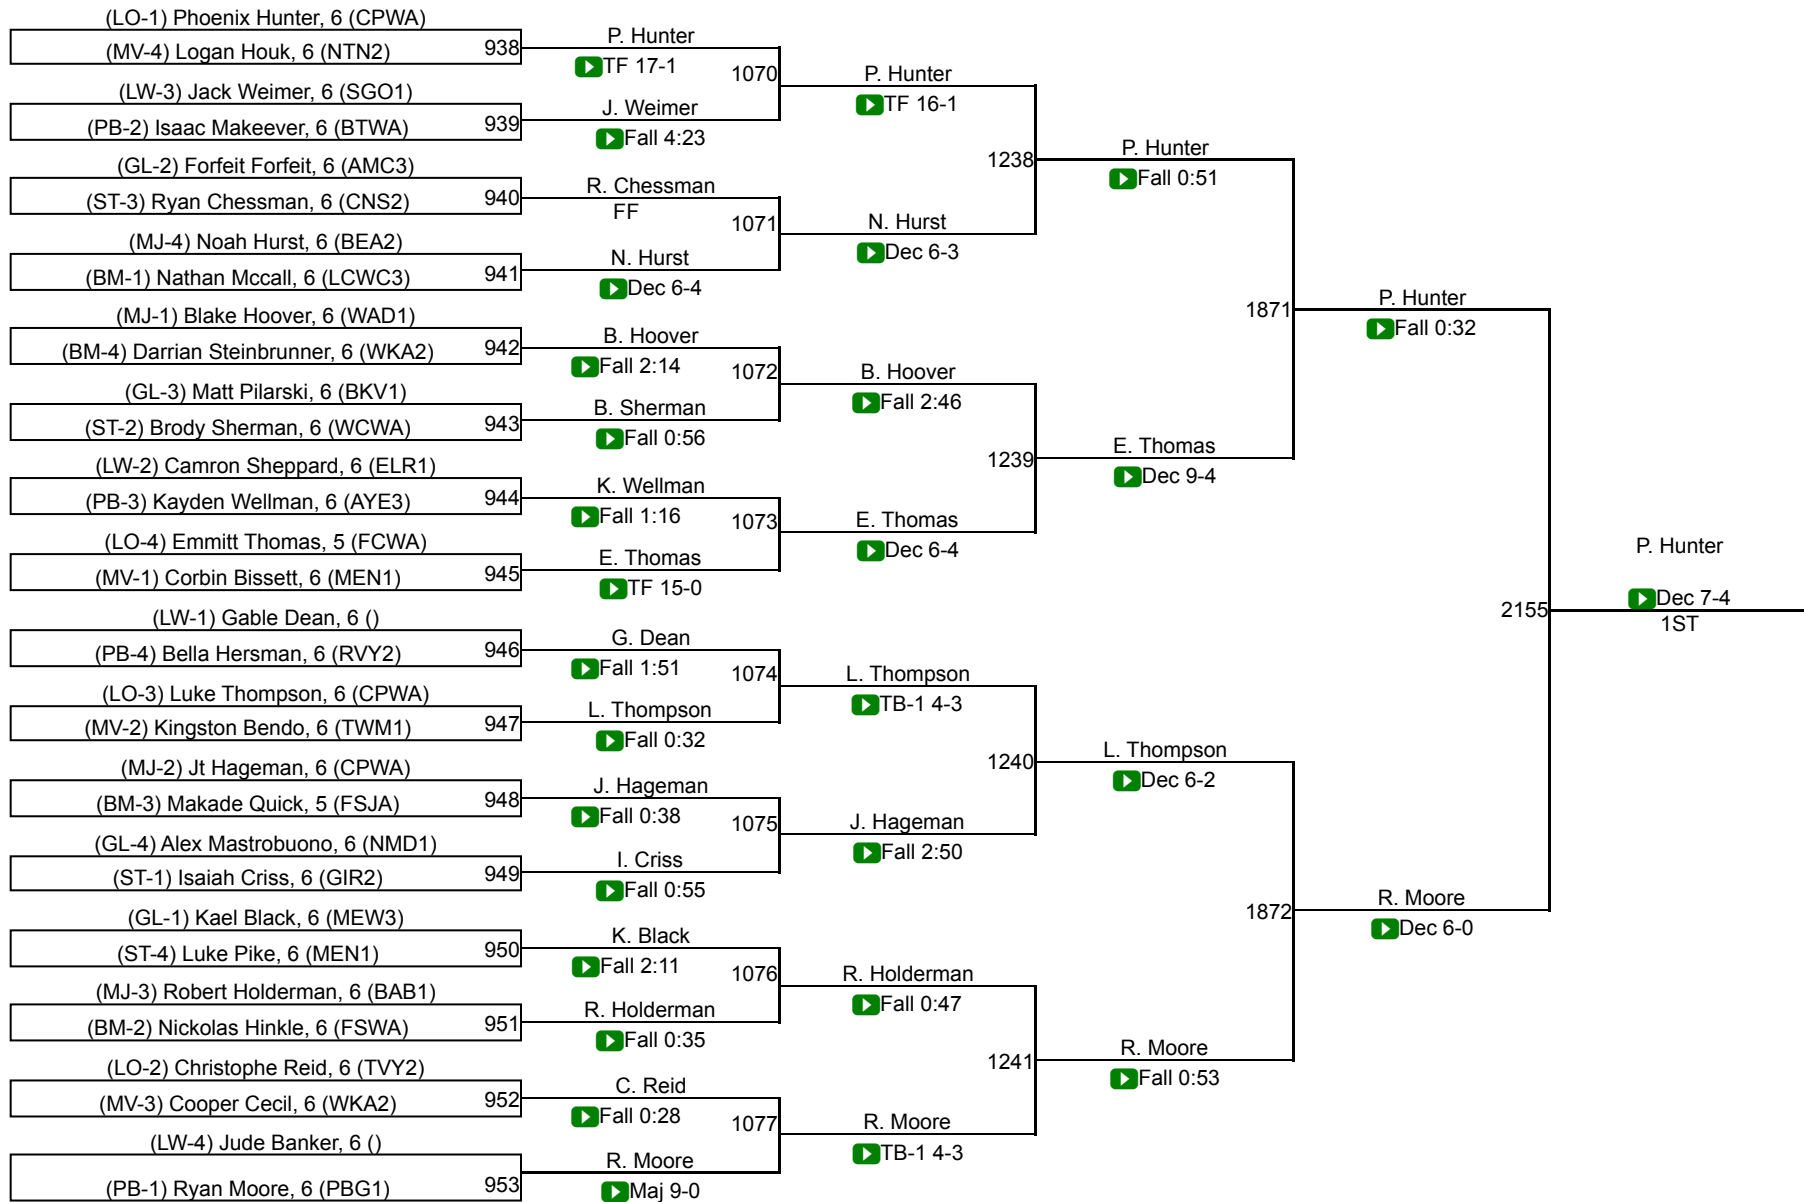 (LO-1) Phoenix Hunter, 6 (CPWA)
(MV-4) Logan Houk, 6 (NTN2)
938
(LW-3) Jack Weimer, 6 (SGO1)
(PB-2) Isaac Makeever, 6 (BTWA)
939
(GL-2) Forfeit Forfeit, 6 (AMC3)
(ST-3) Ryan Chessman, 6 (CNS2)
940
(MJ-4) Noah Hurst, 6 (BEA2)
(BM-1) Nathan Mccall, 6 (LCWC3)
941
(MJ-1) Blake Hoover, 6 (WAD1)
(BM-4) Darrian Steinbrunner, 6 (WKA2)
942
(GL-3) Matt Pilarski, 6 (BKV1)
(ST-2) Brody Sherman, 6 (WCWA)
943
(LW-2) Camron Sheppard, 6 (ELR1)
(PB-3) Kayden Wellman, 6 (AYE3)
944
(LO-4) Emmitt Thomas, 5 (FCWA)
(MV-1) Corbin Bissett, 6 (MEN1)
945
(LW-1) Gable Dean, 6 ()
(PB-4) Bella Hersman, 6 (RVY2)
946
(LO-3) Luke Thompson, 6 (CPWA)
(MV-2) Kingston Bendo, 6 (TWM1)
947
(MJ-2) Jt Hageman, 6 (CPWA)
(BM-3) Makade Quick, 5 (FSJA)
948
(GL-4) Alex Mastrobuono, 6 (NMD1)
(ST-1) Isaiah Criss, 6 (GIR2)
949
(GL-1) Kael Black, 6 (MEW3)
(ST-4) Luke Pike, 6 (MEN1)
950
(MJ-3) Robert Holderman, 6 (BAB1)
(BM-2) Nickolas Hinkle, 6 (FSWA)
951
(LO-2) Christophe Reid, 6 (TVY2)
(MV-3) Cooper Cecil, 6 (WKA2)
952
(LW-4) Jude Banker, 6 ()
(PB-1) Ryan Moore, 6 (PBG1)
953
P. Hunter
TF 17-1
1070
J. Weimer
Fall 4:23
R. Chessman
FF
1071
N. Hurst
Dec 6-4
B. Hoover
Fall 2:14
1072
B. Sherman
Fall 0:56
K. Wellman
Fall 1:16
1073
E. Thomas
TF 15-0
G. Dean
Fall 1:51
1074
L. Thompson
Fall 0:32
J. Hageman
Fall 0:38
1075
I. Criss
Fall 0:55
K. Black
Fall 2:11
1076
R. Holderman
Fall 0:35
C. Reid
Fall 0:28
1077
R. Moore
Maj 9-0
P. Hunter
TF 16-1
1238
N. Hurst
Dec 6-3
B. Hoover
Fall 2:46
1239
E. Thomas
Dec 6-4
L. Thompson
TB-1 4-3
1240
J. Hageman
Fall 2:50
R. Holderman
Fall 0:47
1241
R. Moore
TB-1 4-3
P. Hunter
Fall 0:51
1871
E. Thomas
Dec 9-4
L. Thompson
Dec 6-2
1872
R. Moore
Fall 0:53
P. Hunter
Fall 0:32
2155
R. Moore
Dec 6-0
P. Hunter
Dec 7-4
1ST